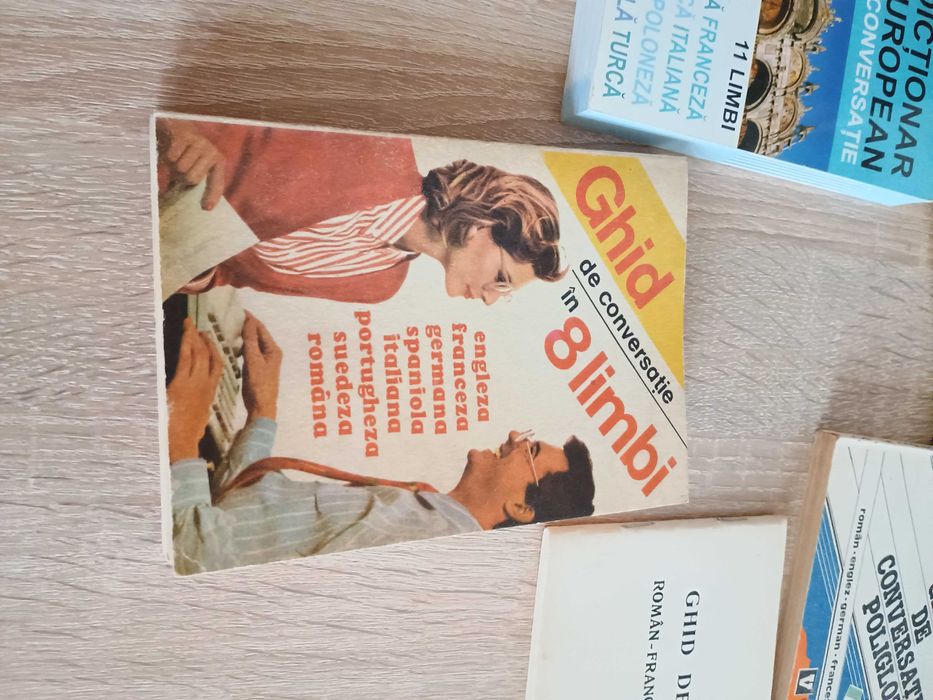 Ghid
de conversație
în
8 limbi
engleza
franceza
germana
spaniola
italiana
portugheza
suedeza
româna
DICȚIONAR
EUROPEAN
CONVERSAȚIE
11 LIMBI
FRANCEZĂ
ITALIANĂ
POLONEZĂ
TURCĂ
GHID DE
ROMÂN-FRANC
român·englez·german·france
DE
CONVERSAȚ
POLIGLO
V